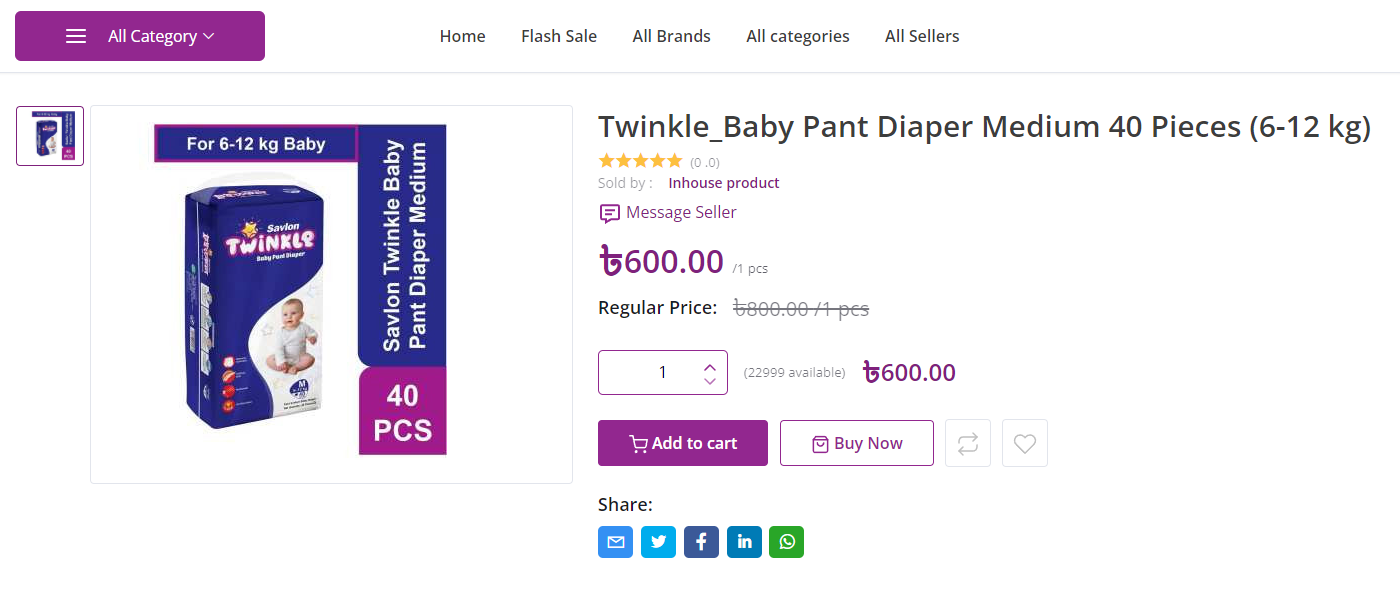 All Category
Home
Flash Sale
All Brands
All categories
All Sellers
For 6-12 kg Baby
Savlon Twinkle Baby
Pant Diaper Medium
40
PCS
Savlon
TWiNKLE
Baby Pant Diaper
M
40
Twinkle_Baby Pant Diaper Medium 40 Pieces (6-12 kg)
(0 .0)
Sold by : Inhouse product
Message Seller
৳600.00 /1 pcs
Regular Price: ৳800.00 /1 pcs
1 (22999 available) ৳600.00
Add to cart
Buy Now
Share: